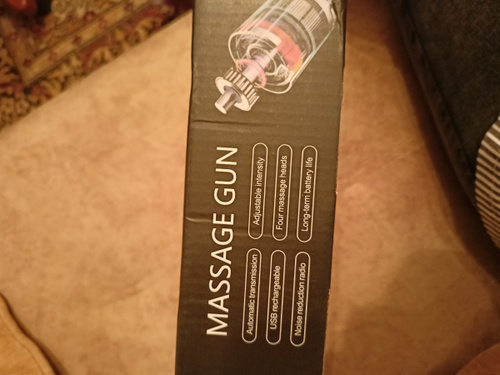 MASSAGE GUN
Automatic transmission
Adjustable intensity
USB rechargeable
Four massage heads
Noise reduction radio
Long-term battery life